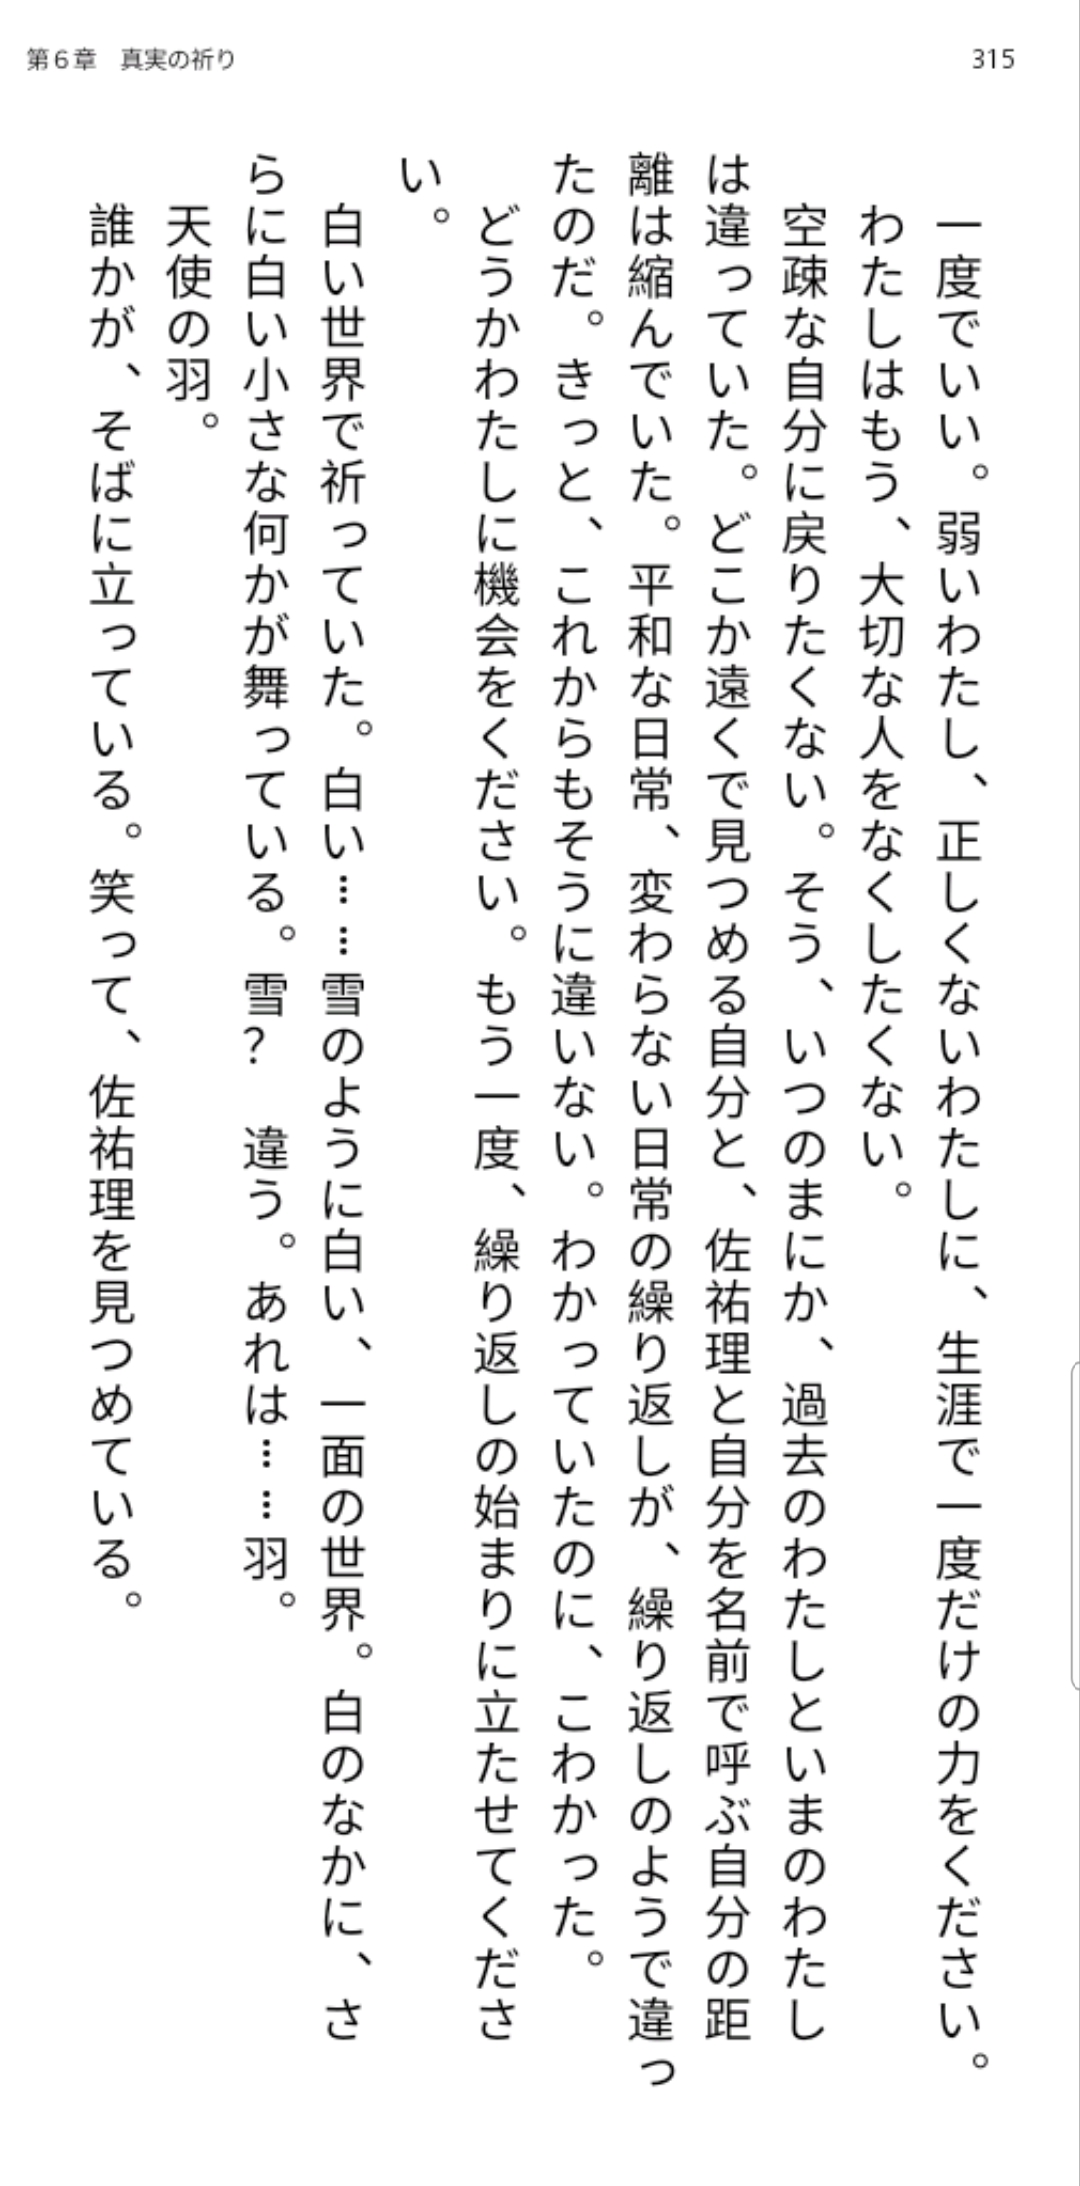 第6章　真実の祈り
315
　一度でいい。弱いわたし、正しくないわたしに、生涯で一度だけの力をください。
　わたしはもう、大切な人をなくしたくない。
　空疎な自分に戻りたくない。そう、いつのまにか、過去のわたしといまのわたし
は違っていた。どこか遠くで見つめる自分と、佐祐理と自分を名前で呼ぶ自分の距
離は縮んでいた。平和な日常、変わらない日常の繰り返しが、繰り返しのようで違っ
たのだ。きっと、これからもそうに違いない。わかっていたのに、こわかった。
　どうかわたしに機会をください。もう一度、繰り返しの始まりに立たせてくださ
い。
　白い世界で祈っていた。白い……雪のように白い、一面の世界。白のなかに、さ
らに白い小さな何かが舞っている。雪？　違う。あれは……羽。
　天使の羽。
　誰かが、そばに立っている。笑って、佐祐理を見つめている。